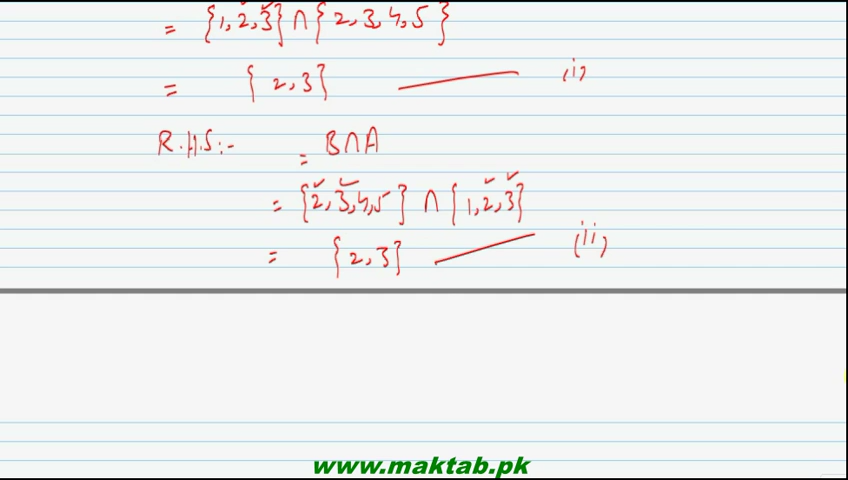 = {1,2,3} ∩ {2,3,4,5}
= {2,3} ——— (i)
R.H.S:- = B∩A
= {2,3,4,5} ∩ {1,2,3}
= {2,3} ——— (ii)
www.maktab.pk